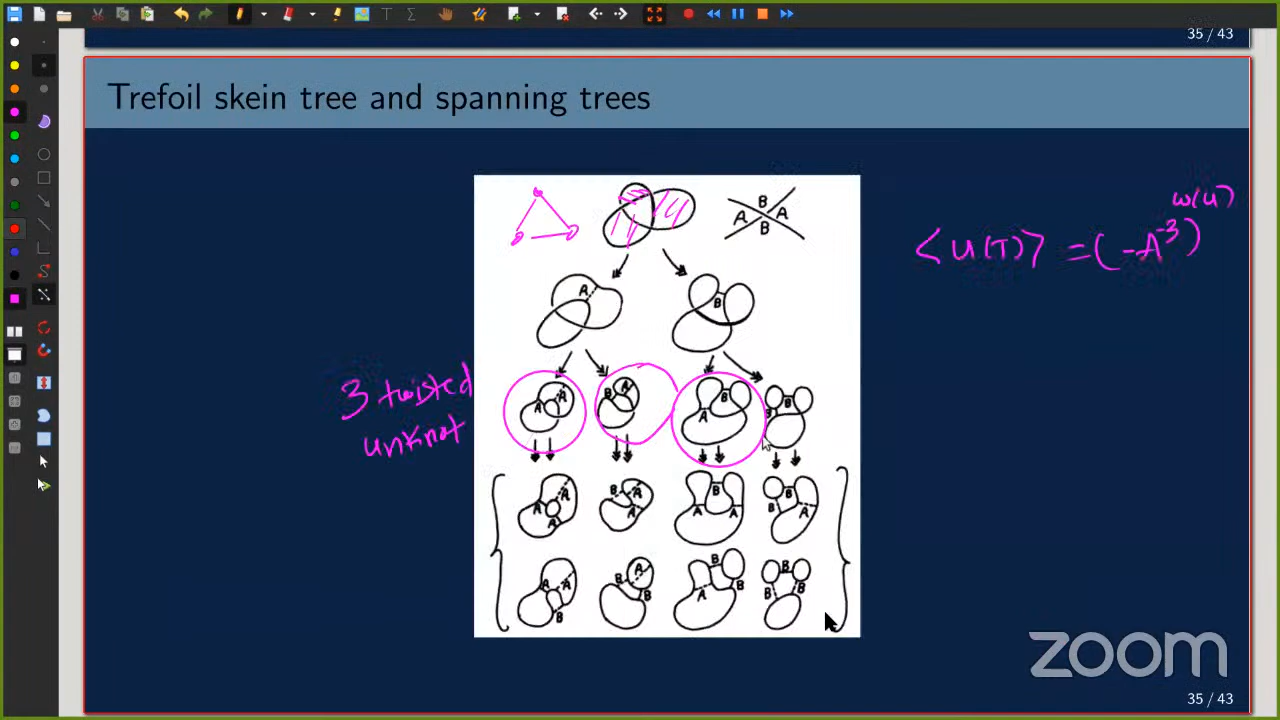 35 / 43
Trefoil skein tree and spanning trees
B
A A
B
<U(T)> = (-A^-3)^w(U)
A
B
3 twisted
unknot
A A
B A
A B
B B
A A A
B A A
A B A
B B A
A A B
B A B
A B B
B B B
zoom
35 / 43